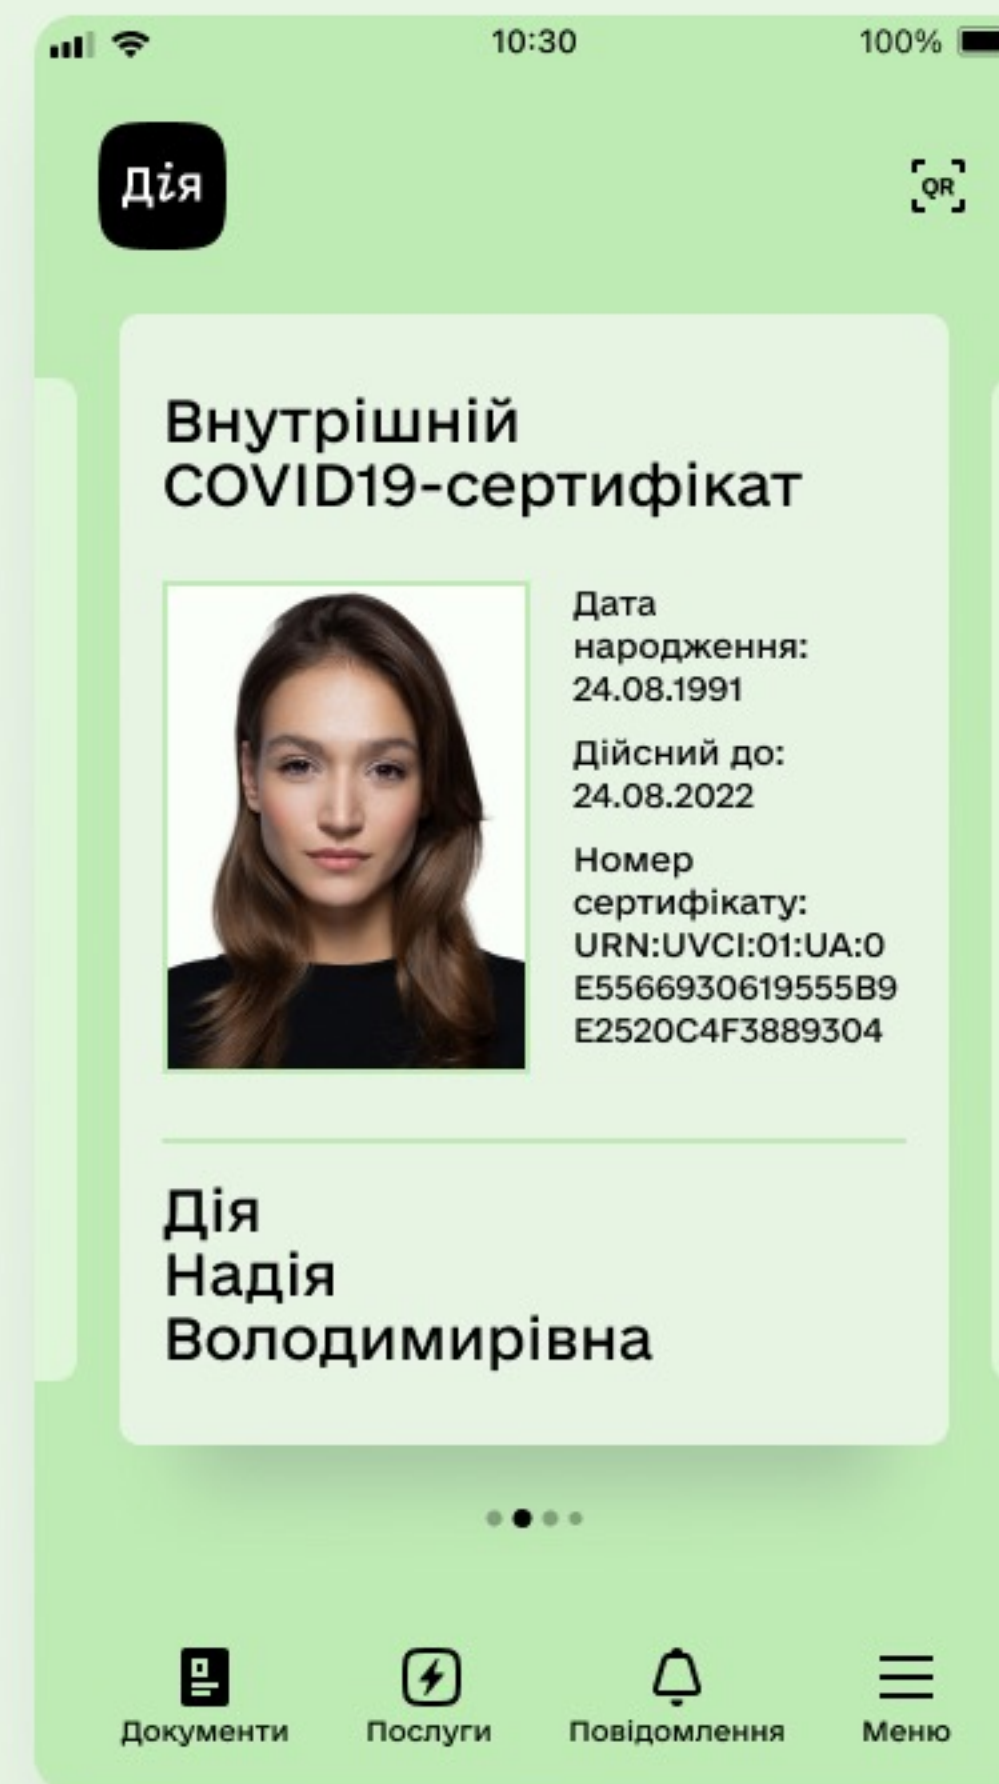 10:30
100%
Дія
QR
Внутрішній
COVID19-сертифікат
Дата
народження:
24.08.1991
Дійсний до:
24.08.2022
Номер
сертифікату:
URN:UVCI:01:UA:0
E5566930619555B9
E2520C4F3889304
Дія
Надія
Володимирівна
Документи
Послуги
Повідомлення
Меню